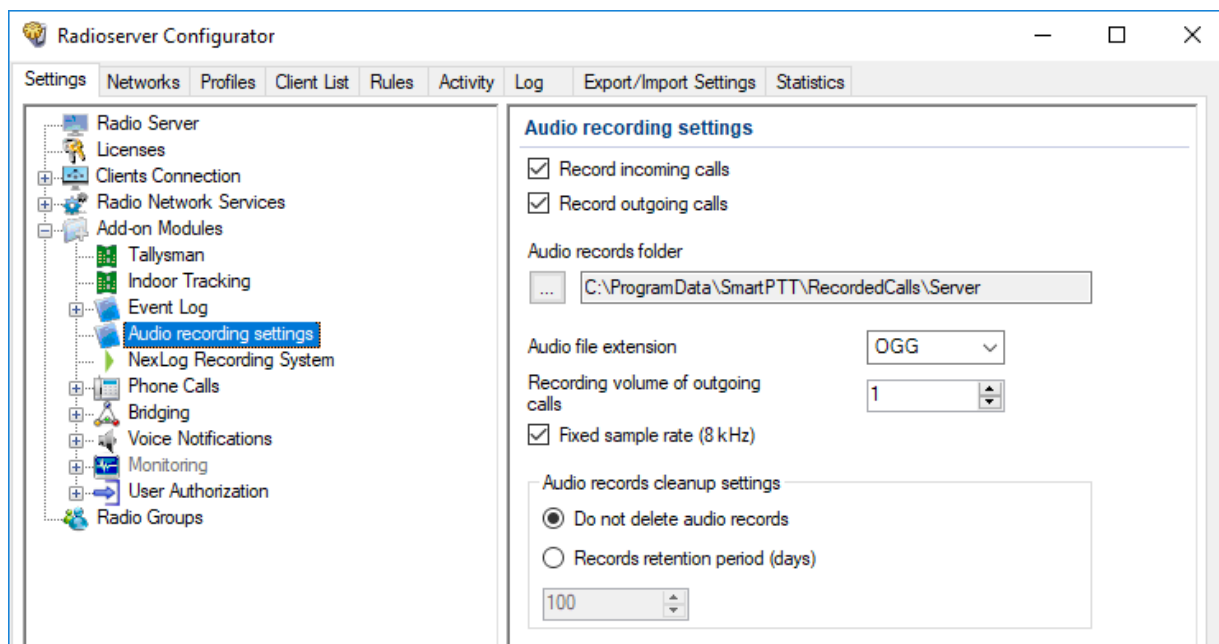 Radioserver Configurator
Settings Networks Profiles Client List Rules Activity Log Export/Import Settings Statistics
Radio Server
Licenses
Clients Connection
Radio Network Services
Add-on Modules
Tallysman
Indoor Tracking
Event Log
Audio recording settings
NexLog Recording System
Phone Calls
Bridging
Voice Notifications
Monitoring
User Authorization
Radio Groups
Audio recording settings
Record incoming calls
Record outgoing calls
Audio records folder
... C:\ProgramData\SmartPTT\RecordedCalls\Server
Audio file extension OGG
Recording volume of outgoing
calls 1
Fixed sample rate (8 kHz)
Audio records cleanup settings
Do not delete audio records
Records retention period (days)
100